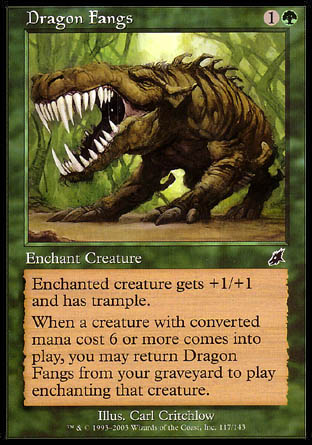 Dragon Fangs 1
Enchant Creature
Enchanted creature gets +1/+1
and has trample.
When a creature with converted
mana cost 6 or more comes into
play, you may return Dragon
Fangs from your graveyard to play
enchanting that creature.
Illus. Carl Critchlow
™ & © 1993–2003 Wizards of the Coast, Inc. 117/143